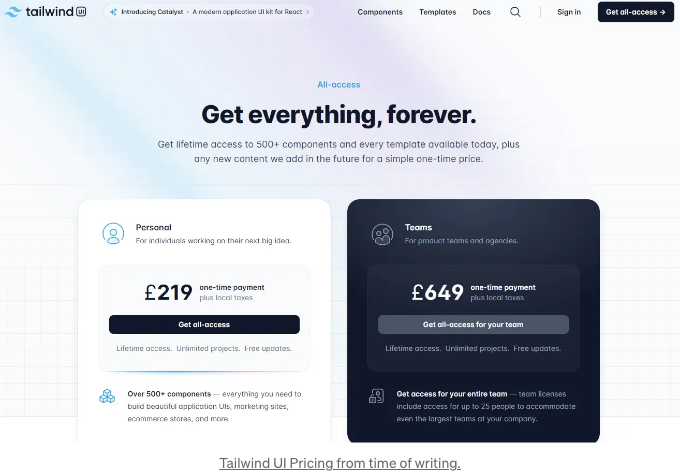 tailwind UI
Introducing Catalyst • A modern application UI kit for React
Components
Templates
Docs
Sign in
Get all-access →
All-access
Get everything, forever.
Get lifetime access to 500+ components and every template available today, plus
any new content we add in the future for a simple one-time price.
Personal
For individuals working on their next big idea.
£219
one-time payment
plus local taxes
Get all-access
Lifetime access. Unlimited projects. Free updates.
Over 500+ components — everything you need to
build beautiful application UIs, marketing sites,
ecommerce stores, and more.
Teams
For product teams and agencies.
£649
one-time payment
plus local taxes
Get all-access for your team
Lifetime access. Unlimited projects. Free updates.
Get access for your entire team — team licenses
include access for up to 25 people to accommodate
even the largest teams at your company.
Tailwind UI Pricing from time of writing.